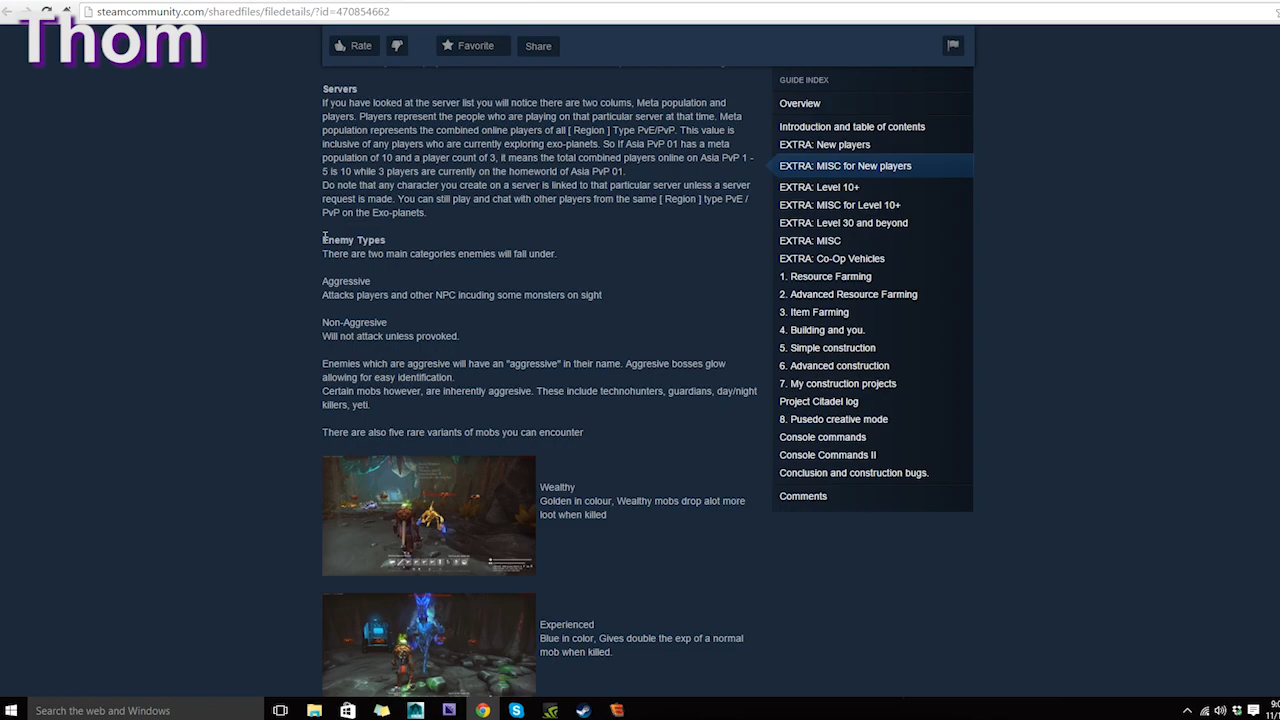 steamcommunity.com/sharedfiles/filedetails/?id=470854662
Thom
Rate
Favorite
Share
Servers
If you have looked at the server list you will notice there are two colums, Meta population and
players. Players represent the people who are playing on that particular server at that time. Meta
population represents the combined online players of all [ Region ] Type PvE/PvP. This value is
inclusive of any players who are currently exploring exo-planets. So If Asia PvP 01 has a meta
population of 10 and a player count of 3, it means the total combined players online on Asia PvP 1 -
5 is 10 while 3 players are currently on the homeworld of Asia PvP 01.
Do note that any character you create on a server is linked to that particular server unless a server
request is made. You can still play and chat with other players from the same [ Region ] type PvE /
PvP on the Exo-planets.
Enemy Types
There are two main categories enemies will fall under.
Aggressive
Attacks players and other NPC incuding some monsters on sight
Non-Aggresive
Will not attack unless provoked.
Enemies which are aggresive will have an "aggressive" in their name. Aggresive bosses glow
allowing for easy identification.
Certain mobs however, are inherently aggresive. These include technohunters, guardians, day/night
killers, yeti.
There are also five rare variants of mobs you can encounter
Wealthy
Golden in colour, Wealthy mobs drop alot more
loot when killed
Experienced
Blue in color, Gives double the exp of a normal
mob when killed.
GUIDE INDEX
Overview
Introduction and table of contents
EXTRA: New players
EXTRA: MISC for New players
EXTRA: Level 10+
EXTRA: MISC for Level 10+
EXTRA: Level 30 and beyond
EXTRA: MISC
EXTRA: Co-Op Vehicles
1. Resource Farming
2. Advanced Resource Farming
3. Item Farming
4. Building and you.
5. Simple construction
6. Advanced construction
7. My construction projects
Project Citadel log
8. Pusedo creative mode
Console commands
Console Commands II
Conclusion and construction bugs.
Comments
Search the web and Windows